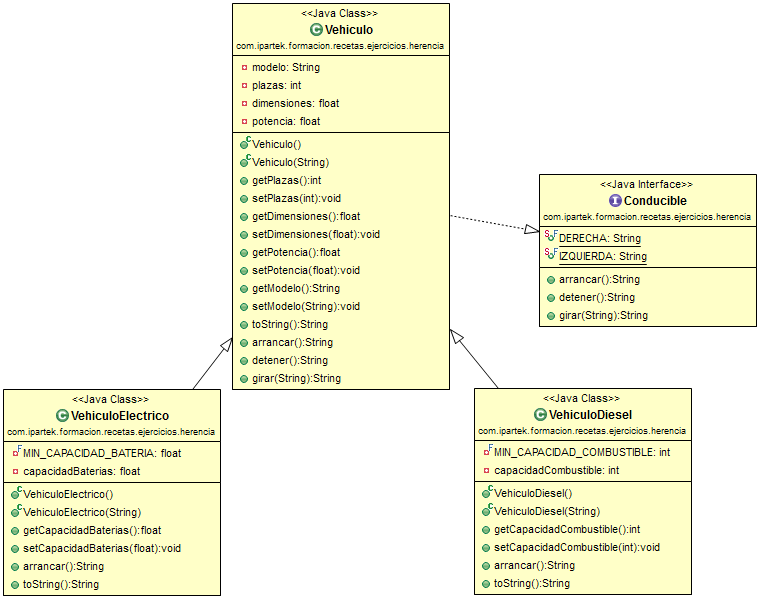 <<Java Class>>
Vehiculo
com.ipartek.formacion.recetas.ejercicios.herencia
modelo: String
plazas: int
dimensiones: float
potencia: float
Vehiculo()
Vehiculo(String)
getPlazas():int
setPlazas(int):void
getDimensiones():float
setDimensiones(float):void
getPotencia():float
setPotencia(float):void
getModelo():String
setModelo(String):void
toString():String
arrancar():String
detener():String
girar(String):String
<<Java Interface>>
Conducible
com.ipartek.formacion.recetas.ejercicios.herencia
DERECHA: String
IZQUIERDA: String
arrancar():String
detener():String
girar(String):String
<<Java Class>>
VehiculoElectrico
com.ipartek.formacion.recetas.ejercicios.herencia
MIN_CAPACIDAD_BATERIA: float
capacidadBaterias: float
VehiculoElectrico()
VehiculoElectrico(String)
getCapacidadBaterias():float
setCapacidadBaterias(float):void
arrancar():String
toString():String
<<Java Class>>
VehiculoDiesel
com.ipartek.formacion.recetas.ejercicios.herencia
MIN_CAPACIDAD_COMBUSTIBLE: int
capacidadCombustible: int
VehiculoDiesel()
VehiculoDiesel(String)
getCapacidadCombustible():int
setCapacidadCombustible(int):void
arrancar():String
toString():String